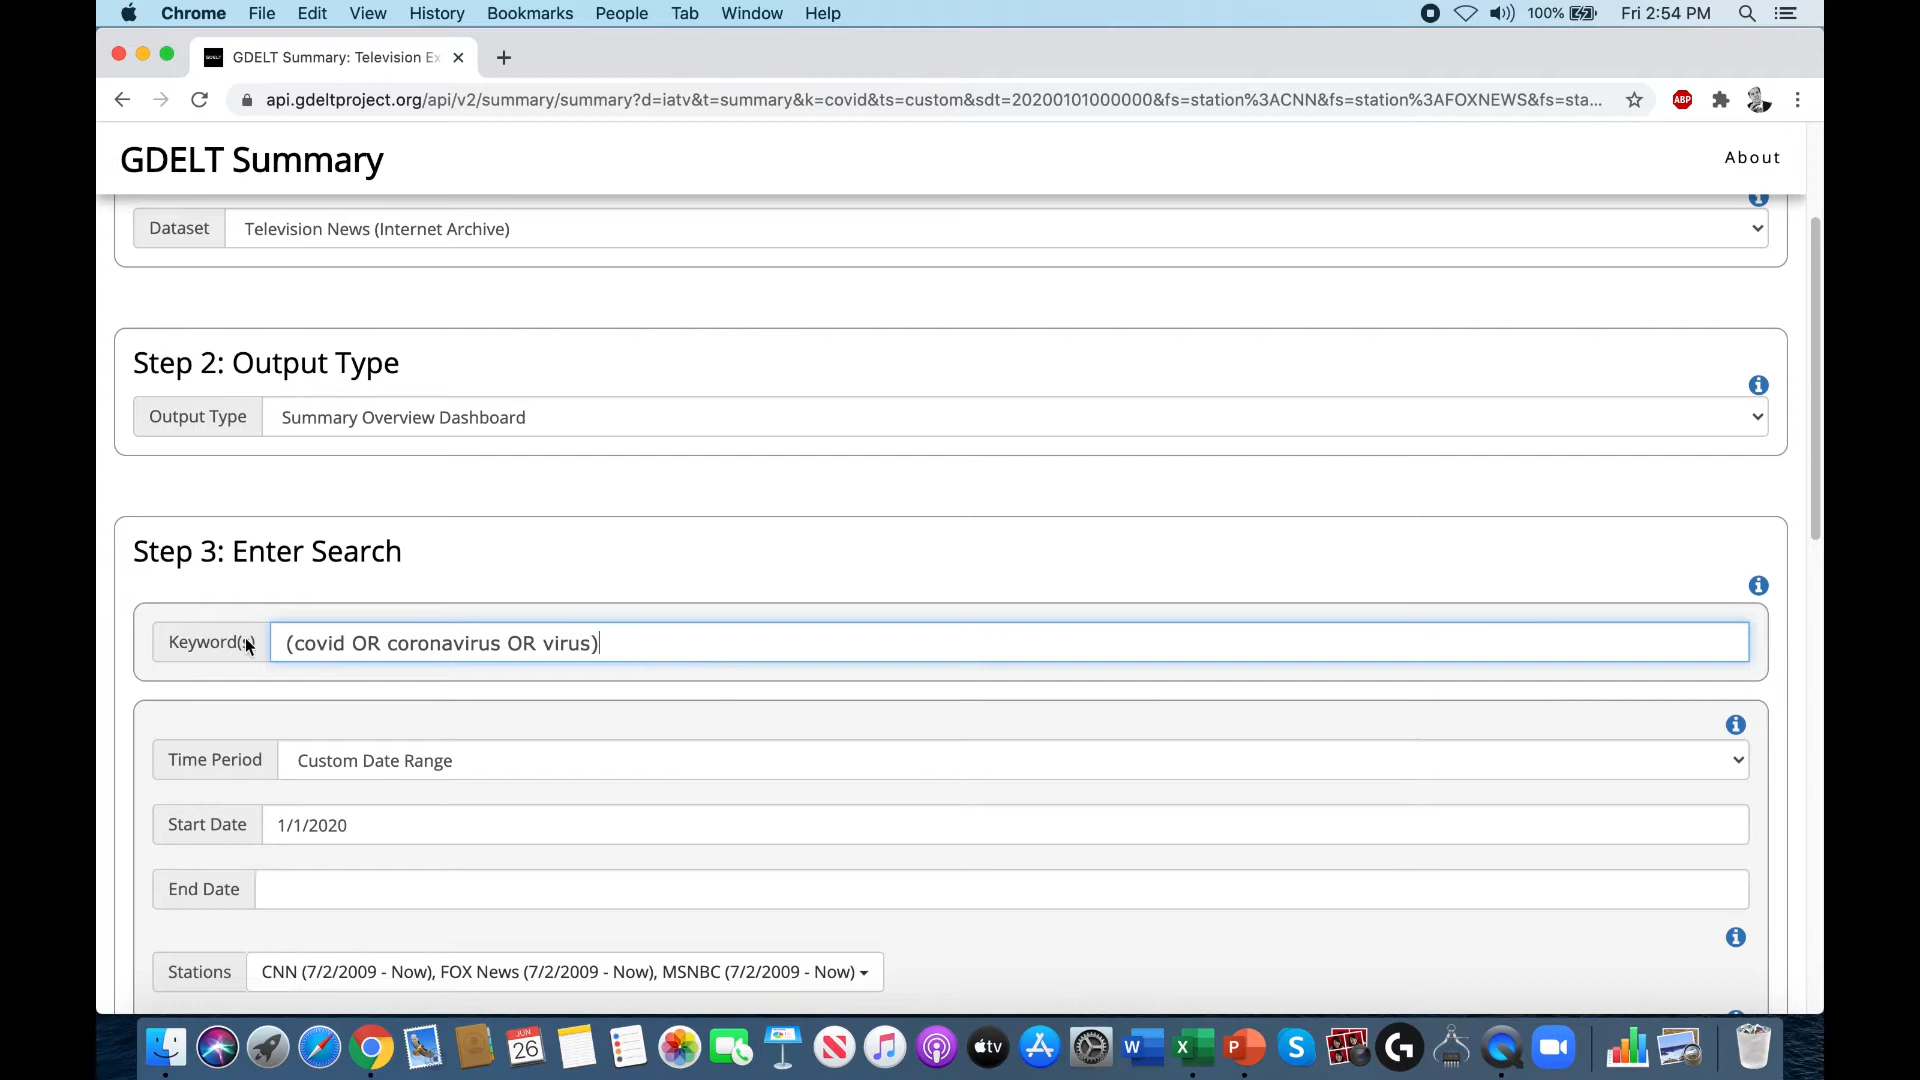 Chrome File Edit View History Bookmarks People Tab Window Help 100% Fri 2:54 PM
GDELT Summary: Television Ex
api.gdeltproject.org/api/v2/summary/summary?d=iatv&t=summary&k=covid&ts=custom&sdt=20200101000000&fs=station%3ACNN&fs=station%3AFOXNEWS&fs=sta... ABP
GDELT Summary About
Dataset Television News (Internet Archive)
Step 2: Output Type
Output Type Summary Overview Dashboard
Step 3: Enter Search
Keyword(s) (covid OR coronavirus OR virus)
Time Period Custom Date Range
Start Date 1/1/2020
End Date
Stations CNN (7/2/2009 - Now), FOX News (7/2/2009 - Now), MSNBC (7/2/2009 - Now)
JUN 26 tv W X P S G